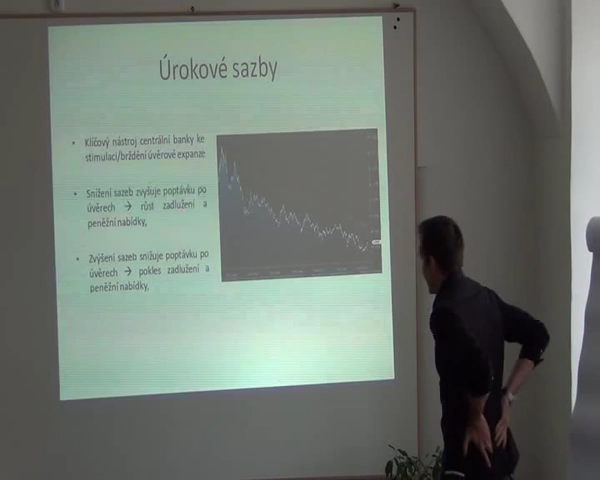 Úrokové sazby
• Klíčový nástroj centrální banky ke
stimulaci/brždění úvěrové expanze
• Snížení sazeb zvyšuje poptávku po
úvěrech → růst zadlužení a
peněžní nabídky,
• Zvýšení sazeb snižuje poptávku po
úvěrech → pokles zadlužení a
peněžní nabídky,